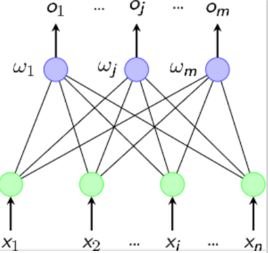 o₁ ... oⱼ ... oₘ
ω₁ ωⱼ ωₘ
x₁ x₂ ... xᵢ ... xₙ